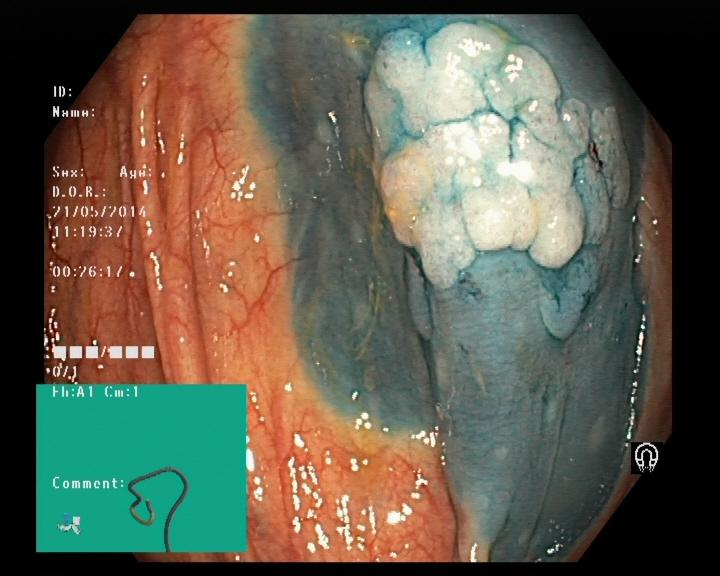 ID:
Name:
Sex: Age:
D.O.B.:
21/05/2014
11:19:37
00:26:17
0/1
Eh:A1 Cm:1
Comment: